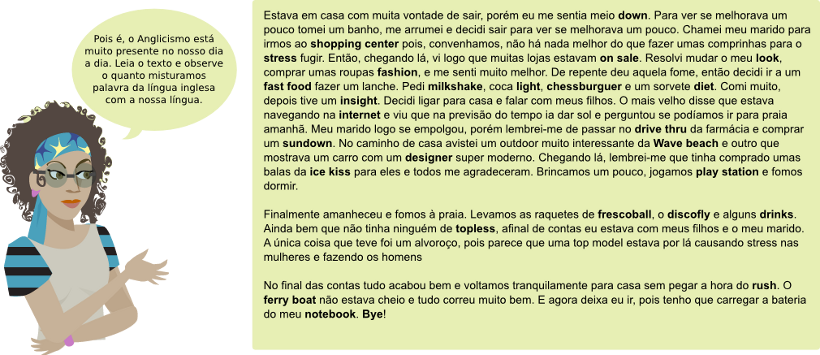 Pois é, o Anglicismo está
muito presente no nosso dia
a dia. Leia o texto e observe
o quanto misturamos
palavra da língua inglesa
com a nossa língua.
Estava em casa com muita vontade de sair, porém eu me sentia meio down. Para ver se melhorava um
pouco tomei um banho, me arrumei e decidi sair para ver se melhorava um pouco. Chamei meu marido para
irmos ao shopping center pois, convenhamos, não há nada melhor do que fazer umas comprinhas para o
stress fugir. Então, chegando lá, vi logo que muitas lojas estavam on sale. Resolvi mudar o meu look,
comprar umas roupas fashion, e me senti muito melhor. De repente deu aquela fome, então decidi ir a um
fast food fazer um lanche. Pedi milkshake, coca light, chessburguer e um sorvete diet. Comi muito,
depois tive um insight. Decidi ligar para casa e falar com meus filhos. O mais velho disse que estava
navegando na internet e viu que na previsão do tempo ia dar sol e perguntou se podíamos ir para praia
amanhã. Meu marido logo se empolgou, porém lembrei-me de passar no drive thru da farmácia e comprar
um sundown. No caminho de casa avistei um outdoor muito interessante da Wave beach e outro que
mostrava um carro com um designer super moderno. Chegando lá, lembrei-me que tinha comprado umas
balas da ice kiss para eles e todos me agradeceram. Brincamos um pouco, jogamos play station e fomos
dormir.
Finalmente amanheceu e fomos à praia. Levamos as raquetes de frescoball, o discofly e alguns drinks.
Ainda bem que não tinha ninguém de topless, afinal de contas eu estava com meus filhos e o meu marido.
A única coisa que teve foi um alvoroço, pois parece que uma top model estava por lá causando stress nas
mulheres e fazendo os homens
No final das contas tudo acabou bem e voltamos tranquilamente para casa sem pegar a hora do rush. O
ferry boat não estava cheio e tudo correu muito bem. E agora deixa eu ir, pois tenho que carregar a bateria
do meu notebook. Bye!